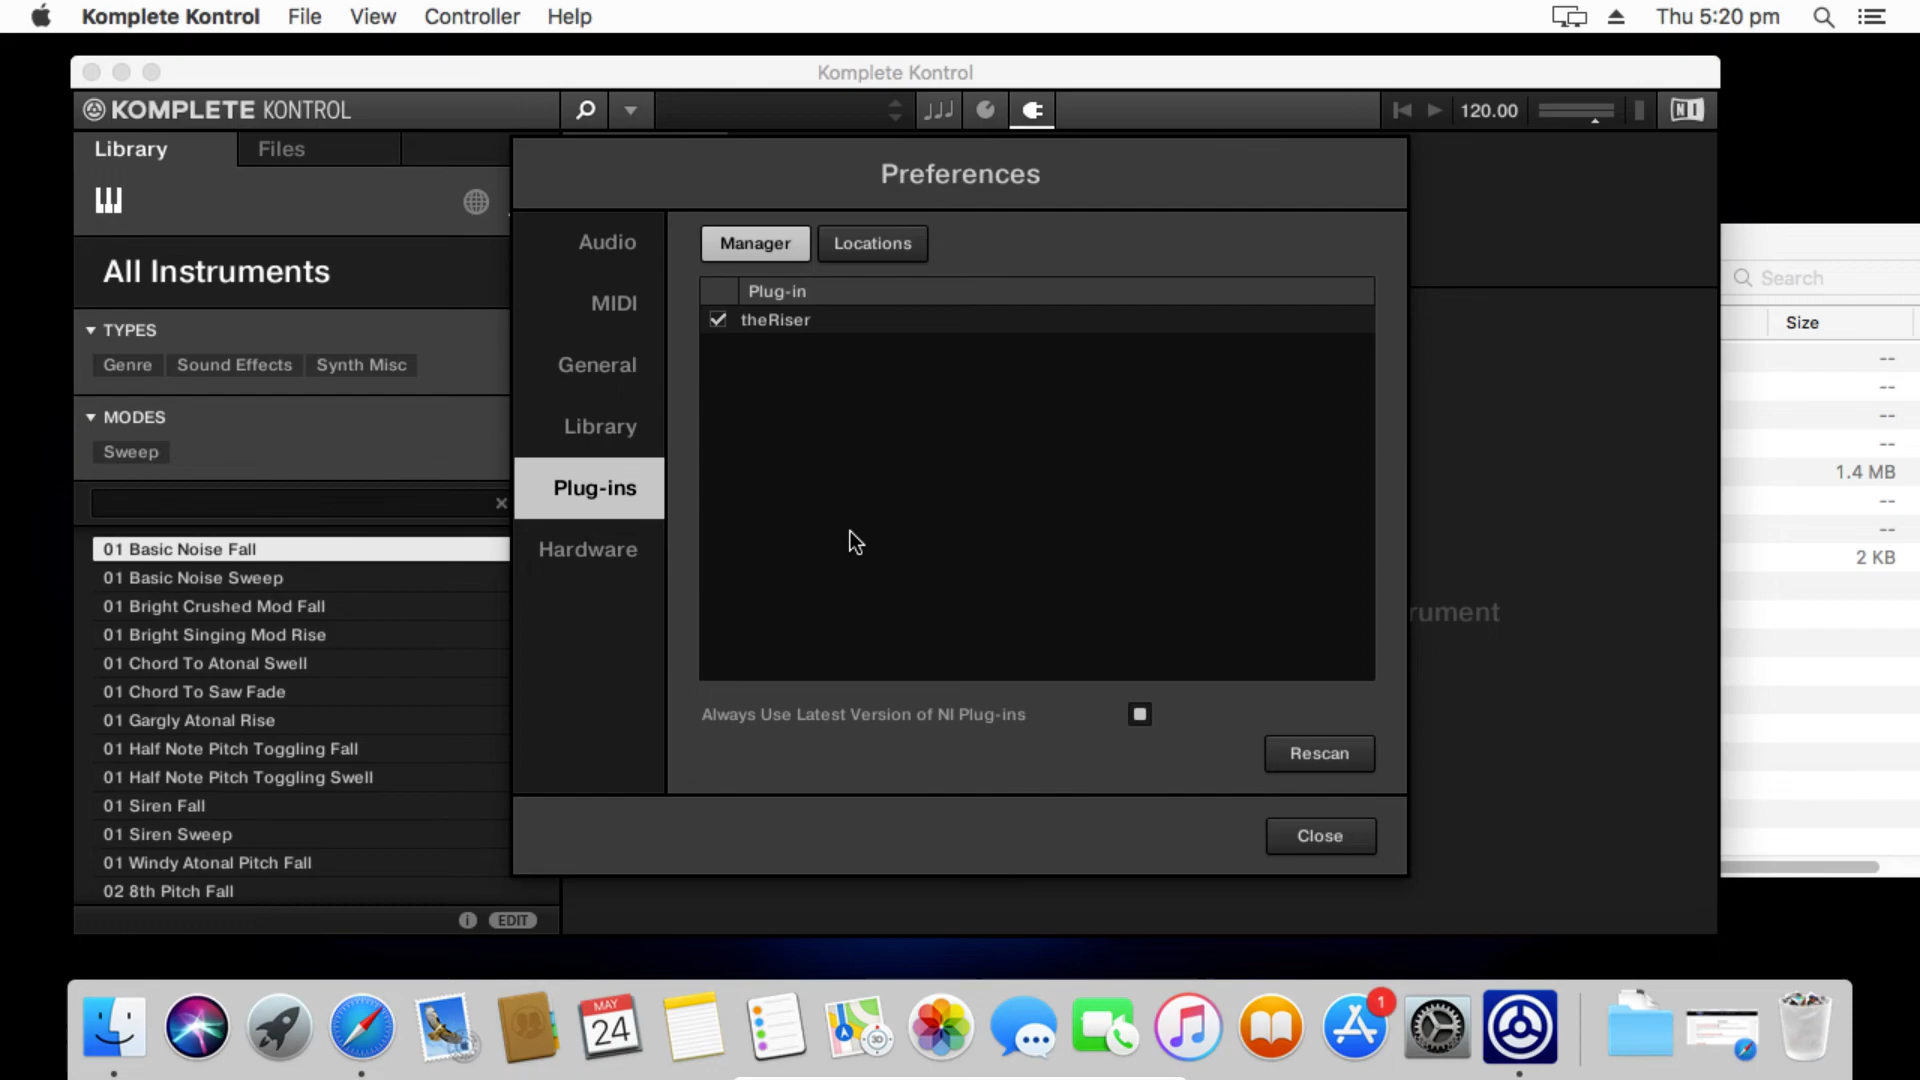 Komplete Kontrol File View Controller Help Thu 5:20 pm
Komplete Kontrol
KOMPLETE KONTROL 120.00 NI
Library Files
All Instruments
TYPES
Genre Sound Effects Synth Misc
MODES
Sweep
01 Basic Noise Fall
01 Basic Noise Sweep
01 Bright Crushed Mod Fall
01 Bright Singing Mod Rise
01 Chord To Atonal Swell
01 Chord To Saw Fade
01 Gargly Atonal Rise
01 Half Note Pitch Toggling Fall
01 Half Note Pitch Toggling Swell
01 Siren Fall
01 Siren Sweep
01 Windy Atonal Pitch Fall
02 8th Pitch Fall
EDIT
Preferences
Audio
MIDI
General
Library
Plug-ins
Hardware
Manager Locations
Plug-in
theRiser
Always Use Latest Version of NI Plug-ins
Rescan
Close
rument
Search
Size
--
--
--
--
1.4 MB
--
--
2 KB
MAY
24
3D
1